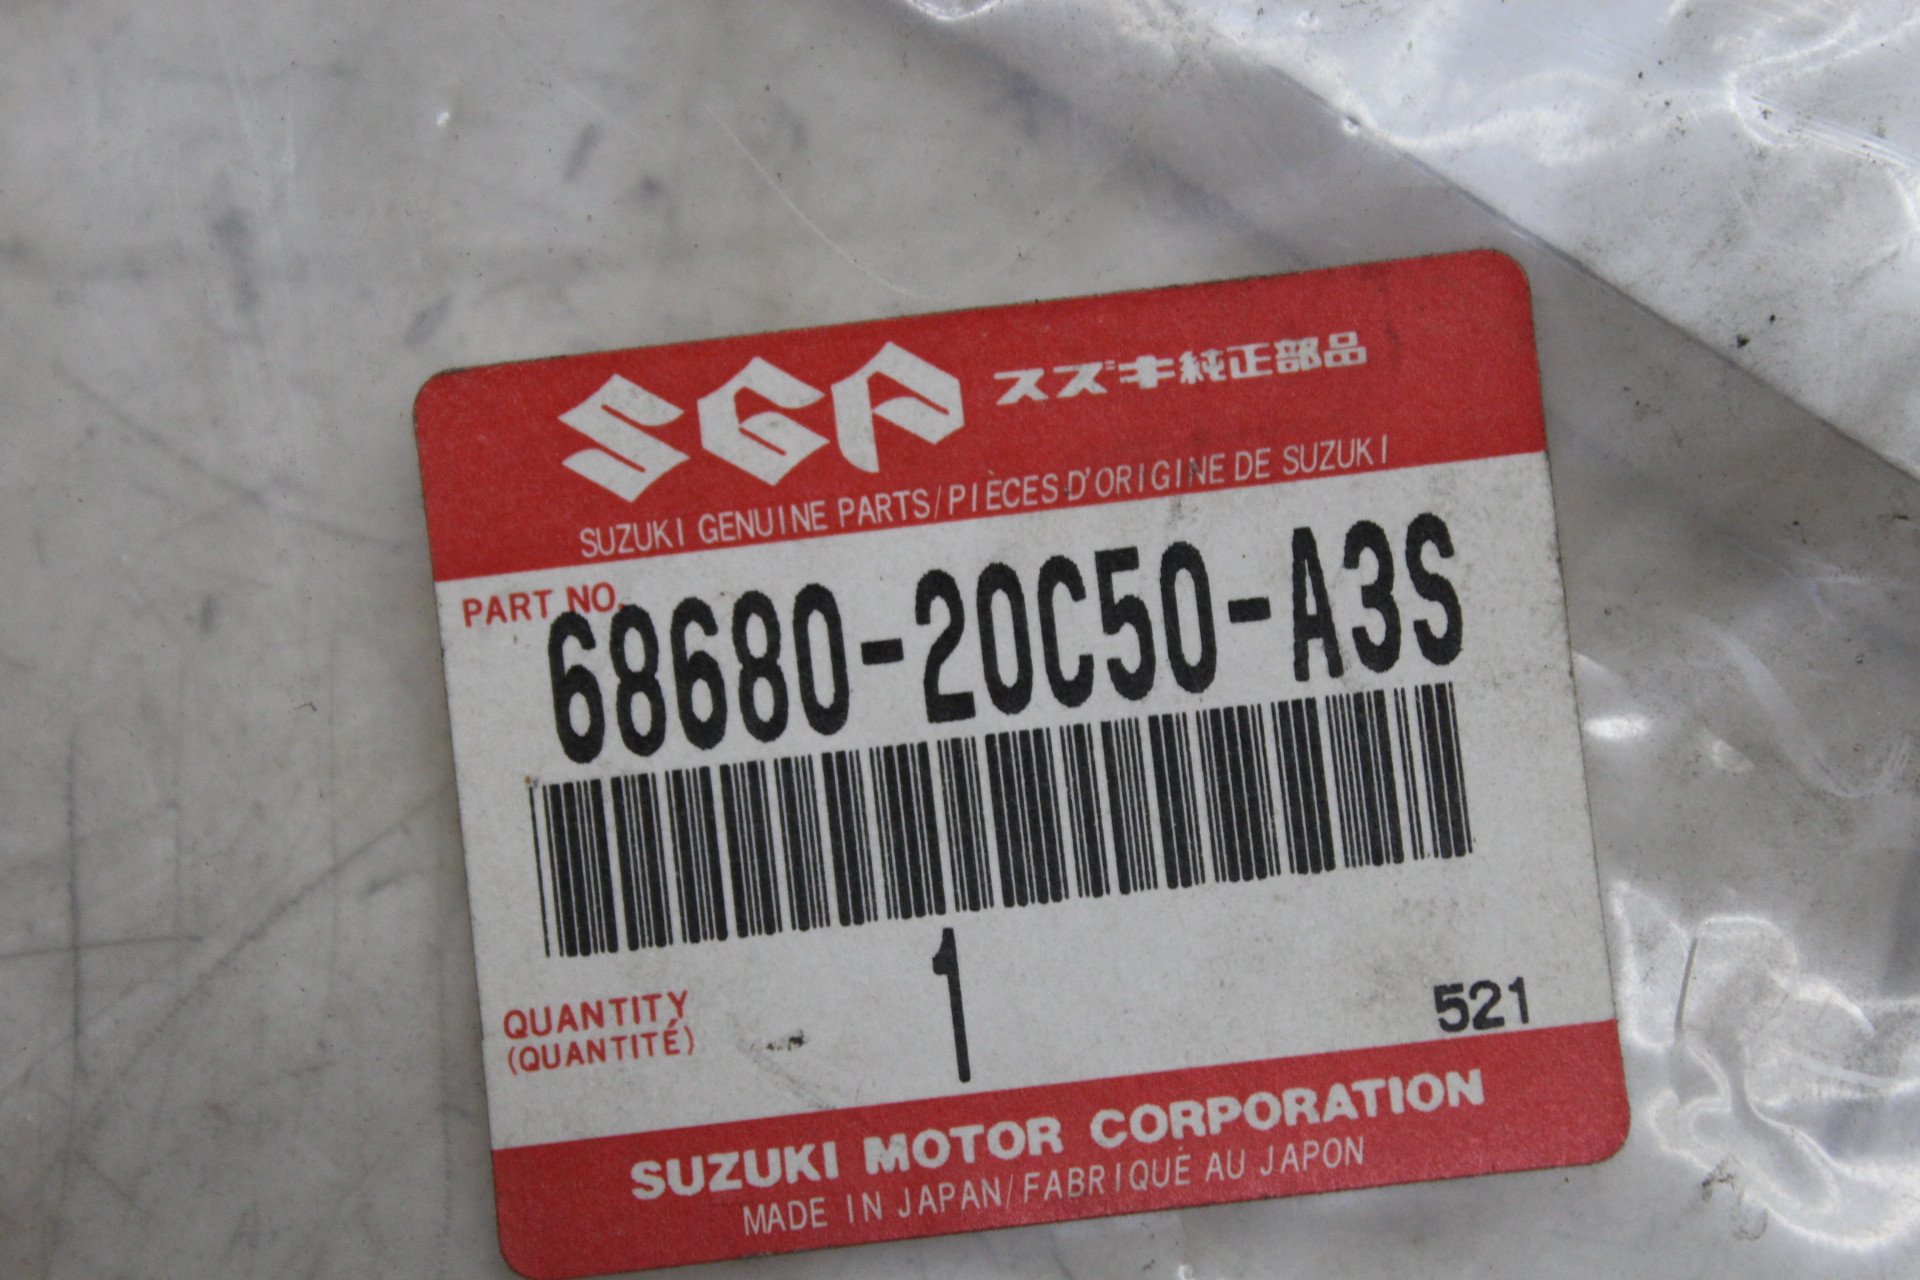 SGP スズキ純正部品
SUZUKI GENUINE PARTS/PIÈCES D'ORIGINE DE SUZUKI
PART NO.
68680-20C50-A3S
QUANTITY
(QUANTITÉ)
1
521
SUZUKI MOTOR CORPORATION
MADE IN JAPAN/FABRIQUÉ AU JAPON